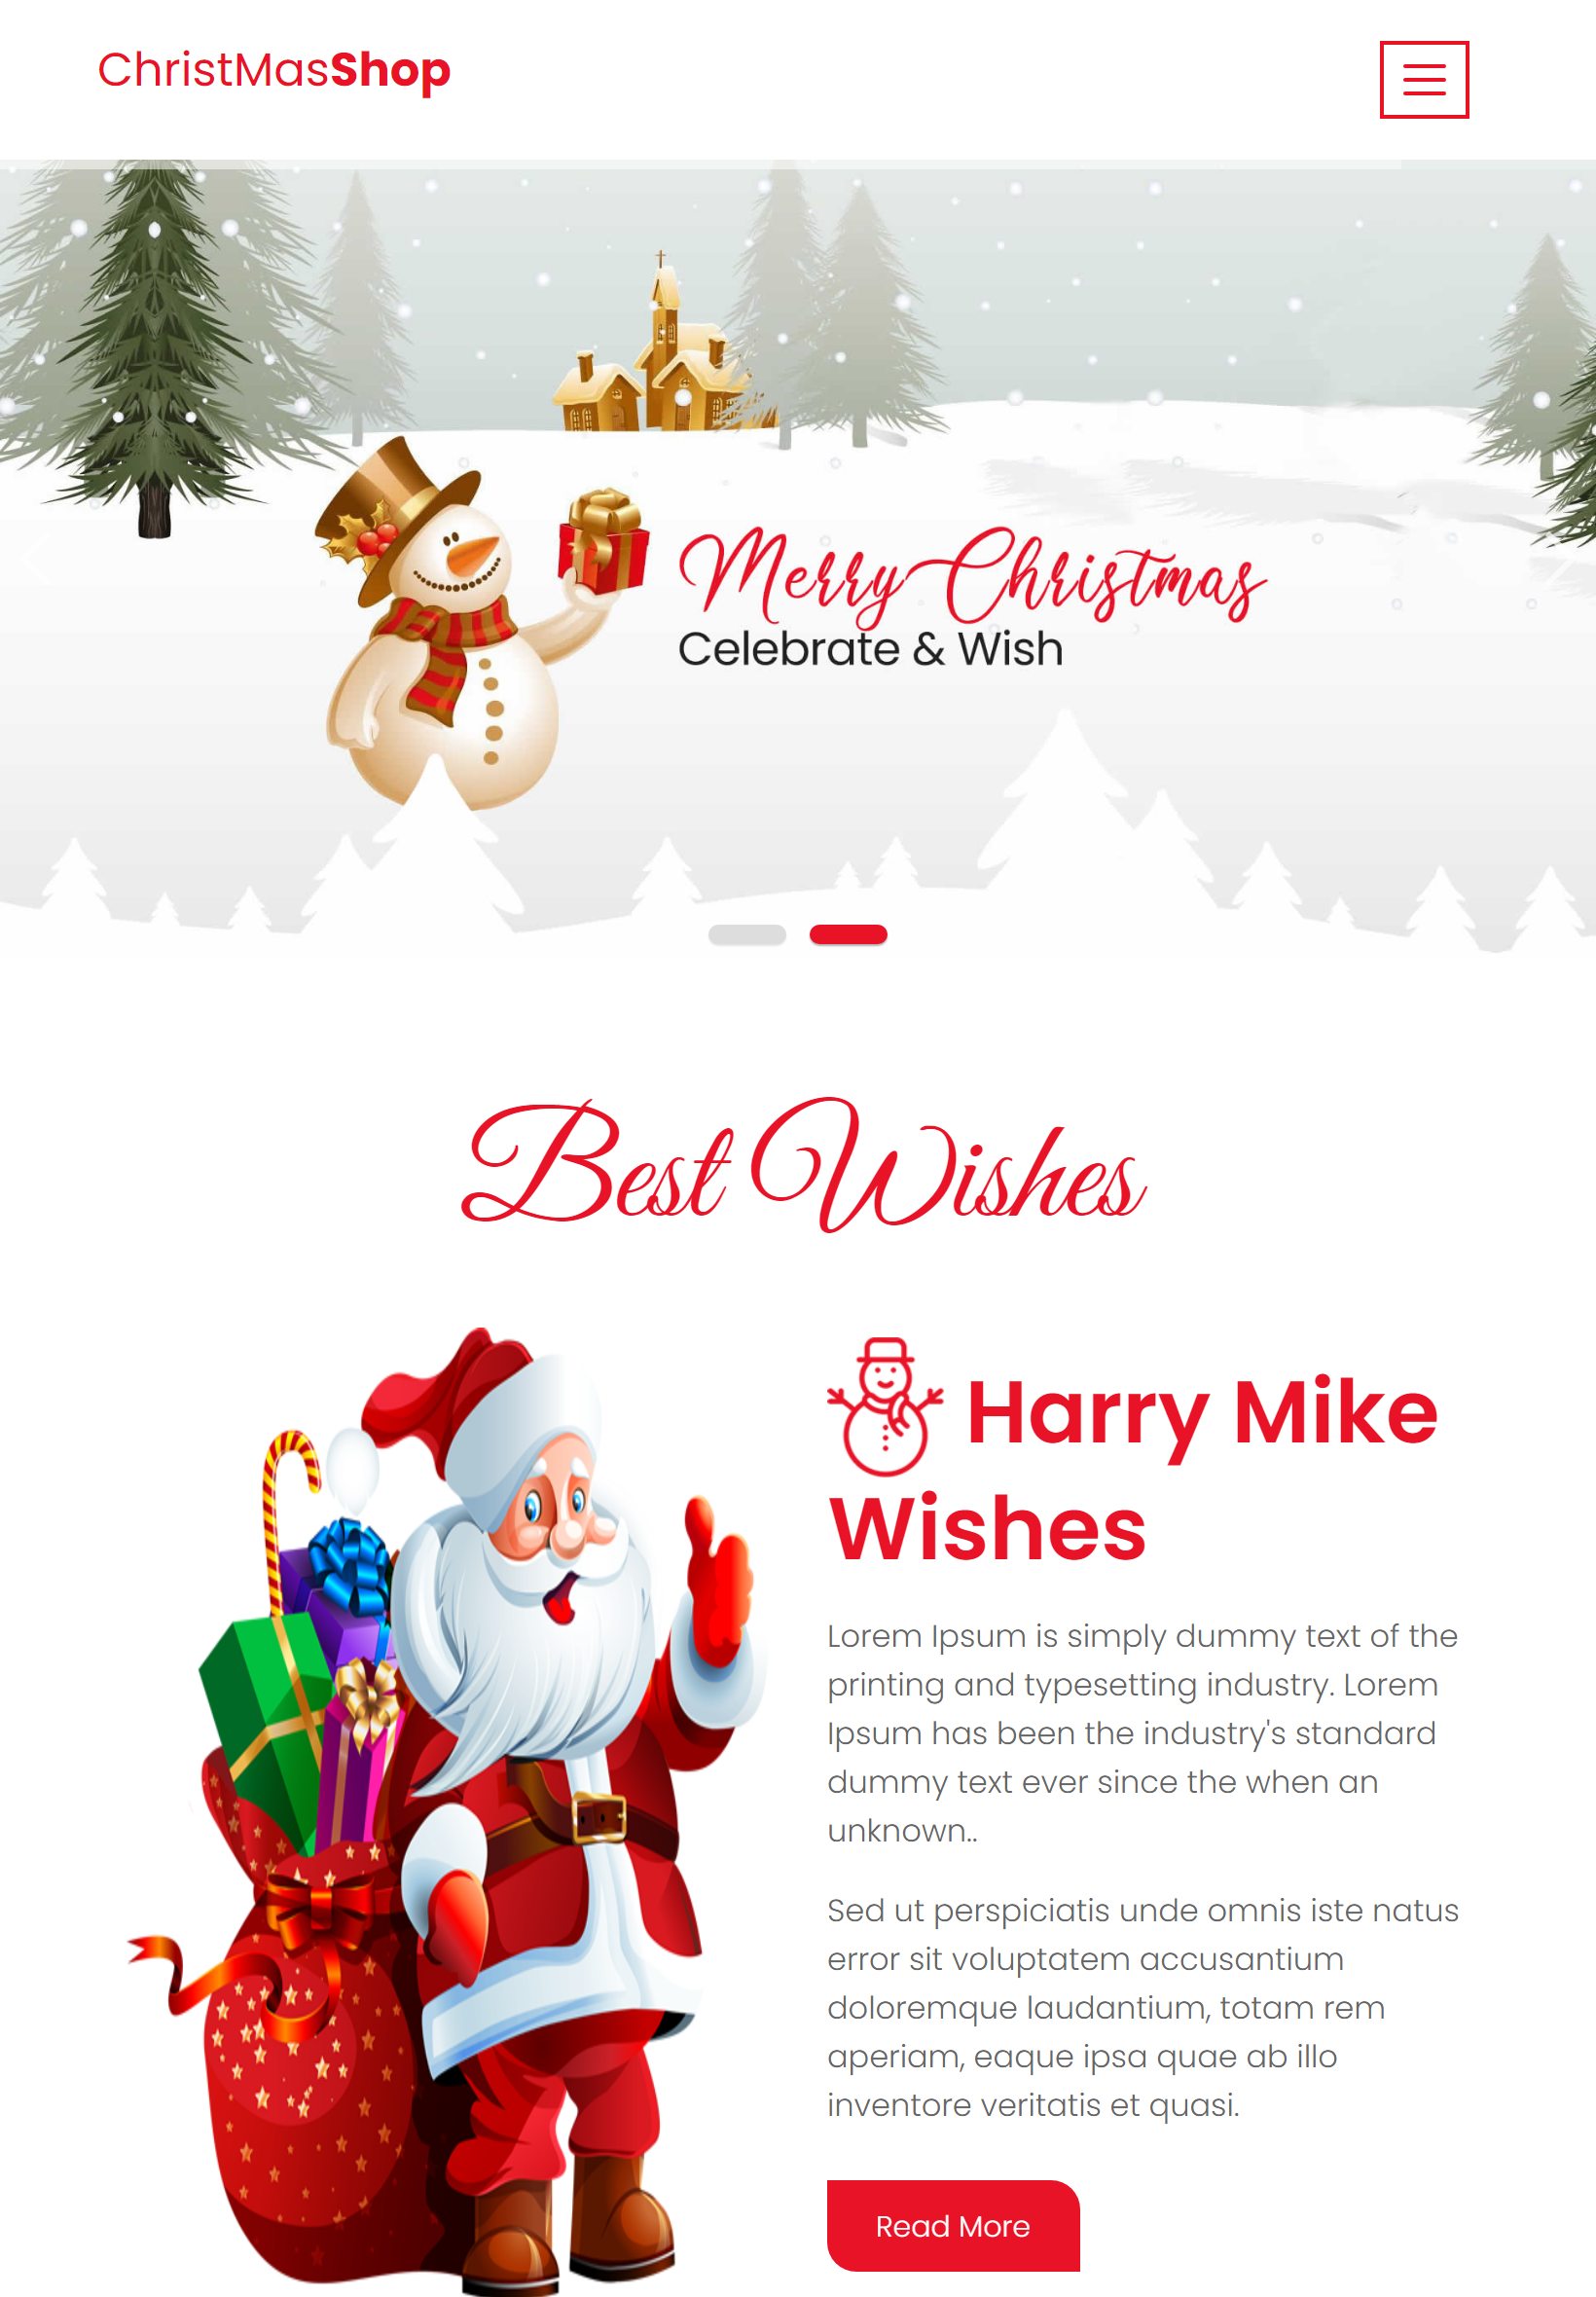 ChristMasShop
Merry Christmas
Celebrate & Wish
Best Wishes
Harry Mike
Wishes
Lorem Ipsum is simply dummy text of the
printing and typesetting industry. Lorem
Ipsum has been the industry's standard
dummy text ever since the when an
unknown..
Sed ut perspiciatis unde omnis iste natus
error sit voluptatem accusantium
doloremque laudantium, totam rem
aperiam, eaque ipsa quae ab illo
inventore veritatis et quasi.
Read More